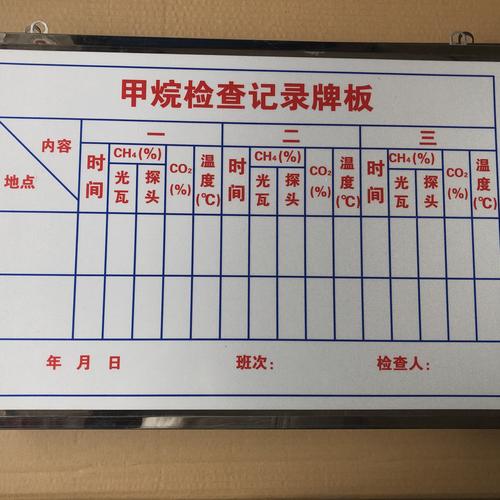 甲烷检查记录牌板
内容 一 二 三
地点 时间 CH₄(%) 光瓦 探头 CO₂(%) 温度(℃) 时间 CH₄(%) 光瓦 探头 CO₂(%) 温度(℃) 时间 CH₄(%) 光瓦 探头 CO₂(%) 温度(℃)
年 月 日 班次: 检查人: